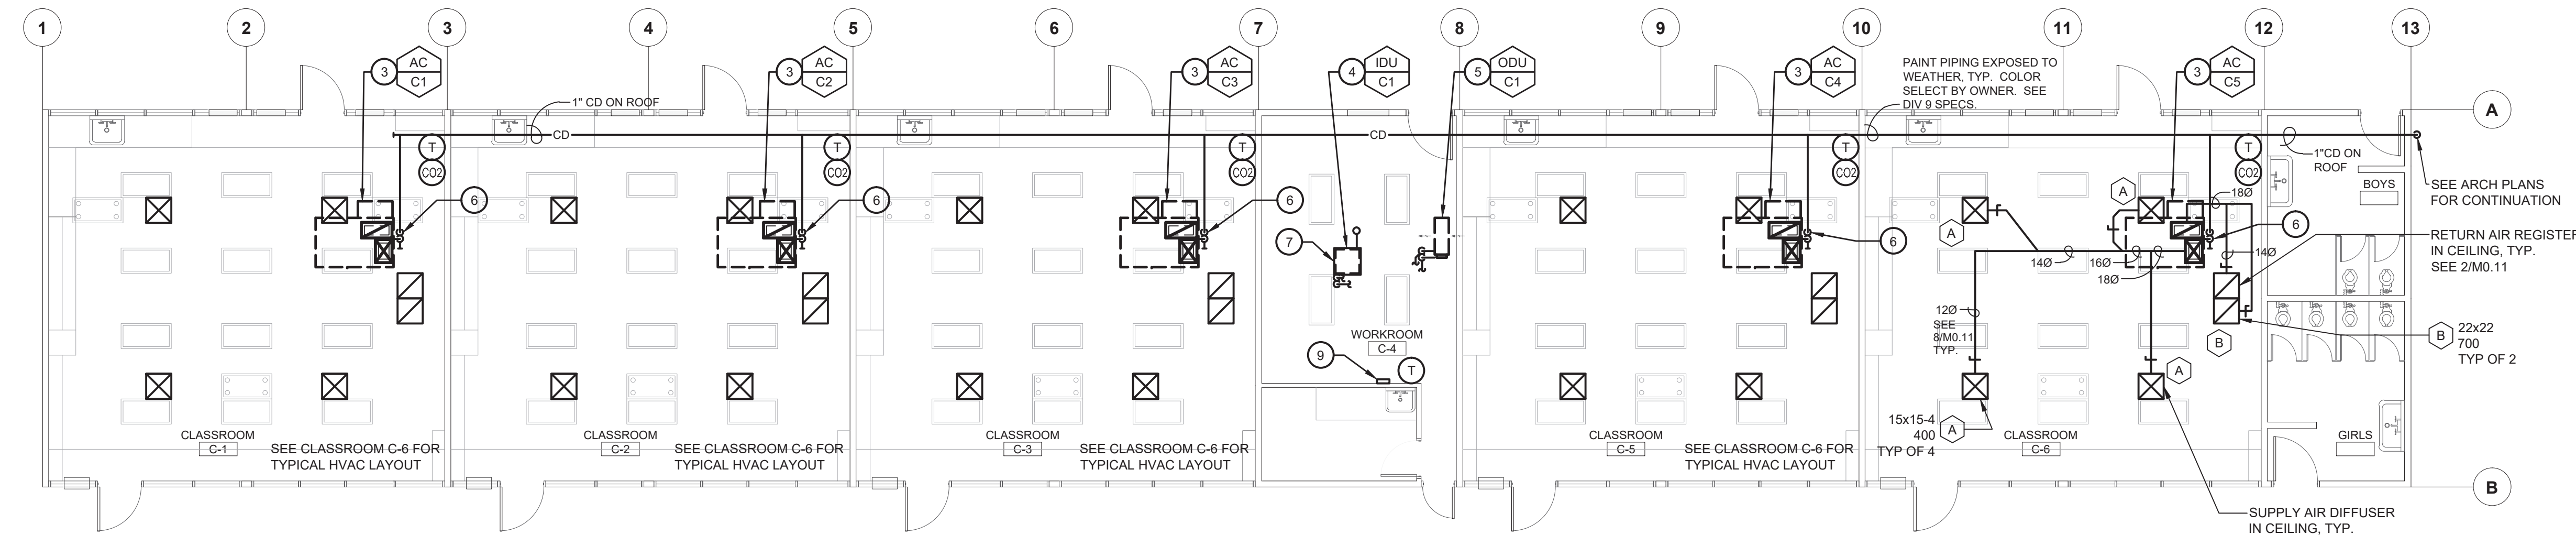 1
2
3
4
5
6
7
8
9
10
11
12
13
3
AC
C1
3
AC
C2
3
AC
C3
4
IDU
C1
5
ODU
C1
3
AC
C4
PAINT PIPING EXPOSED TO
WEATHER, TYP. COLOR
SELECT BY OWNER. SEE
DIV 9 SPECS.
3
AC
C5
A
1" CD ON ROOF
CD
CD
T
CO2
T
CO2
T
CO2
T
CO2
T
CO2
1"CD ON
ROOF
BOYS
SEE ARCH PLANS
FOR CONTINUATION
6
6
6
7
6
6
A
A
18Ø
14Ø
16Ø
18Ø
14Ø
RETURN AIR REGISTER
IN CEILING, TYP.
SEE 2/M0.11
12Ø
SEE
8/M0.11
TYP.
B
B
22x22
700
TYP OF 2
WORKROOM
C-4
9
T
A
15x15-4
400
TYP OF 4
A
CLASSROOM
C-1
SEE CLASSROOM C-6 FOR
TYPICAL HVAC LAYOUT
CLASSROOM
C-2
SEE CLASSROOM C-6 FOR
TYPICAL HVAC LAYOUT
CLASSROOM
C-3
SEE CLASSROOM C-6 FOR
TYPICAL HVAC LAYOUT
CLASSROOM
C-5
SEE CLASSROOM C-6 FOR
TYPICAL HVAC LAYOUT
CLASSROOM
C-6
GIRLS
B
SUPPLY AIR DIFFUSER
IN CEILING, TYP.